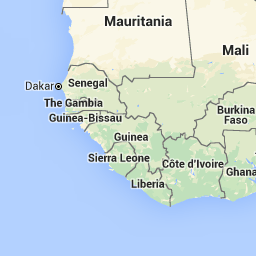 Mauritania
Mali
Dakar
Senegal
The Gambia
Guinea-Bissau
Burkina
Faso
Guinea
Sierra Leone
Côte d'Ivoire
Ghana
Liberia